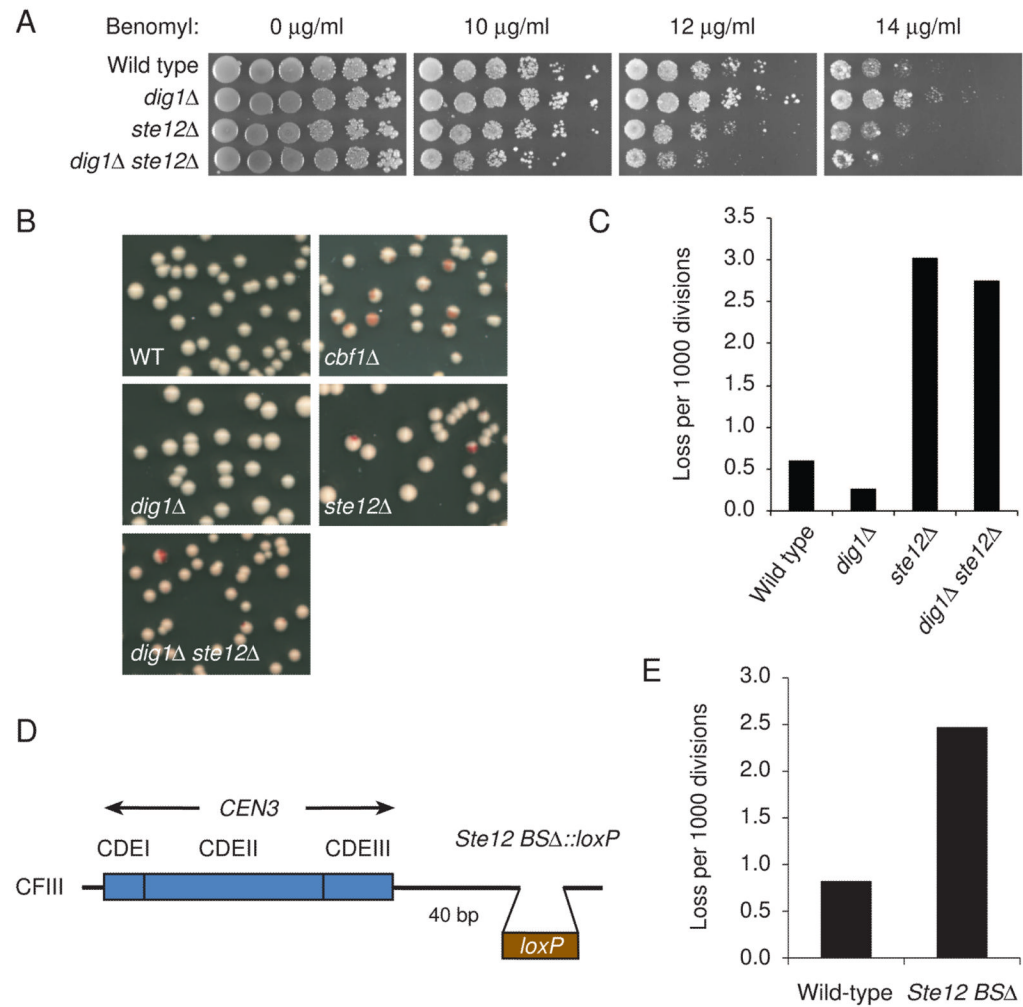 A
Benomyl: 0 µg/ml 10 µg/ml 12 µg/ml 14 µg/ml
Wild type
dig1Δ
ste12Δ
dig1Δ ste12Δ
B
WT
cbf1Δ
dig1Δ
ste12Δ
dig1Δ ste12Δ
C
Loss per 1000 divisions
3.5
3.0
2.5
2.0
1.5
1.0
0.5
0.0
Wild type
dig1Δ
ste12Δ
dig1Δ ste12Δ
D
CEN3
Ste12 BSΔ::loxP
CDEI CDEII CDEIII
CFIII
40 bp
loxP
E
Loss per 1000 divisions
3.0
2.5
2.0
1.5
1.0
0.5
0.0
Wild-type Ste12 BSΔ